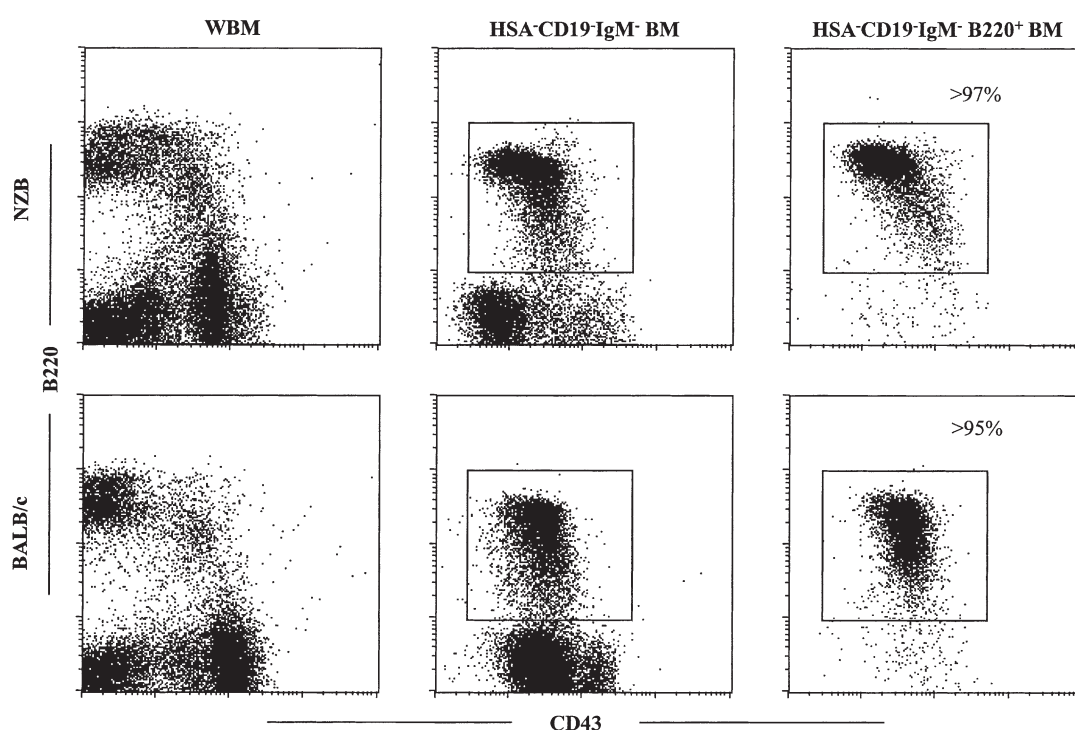 WBM
HSA-CD19-IgM- BM
HSA-CD19-IgM- B220+ BM
>97%
NZB
B220
>95%
BALB/c
CD43